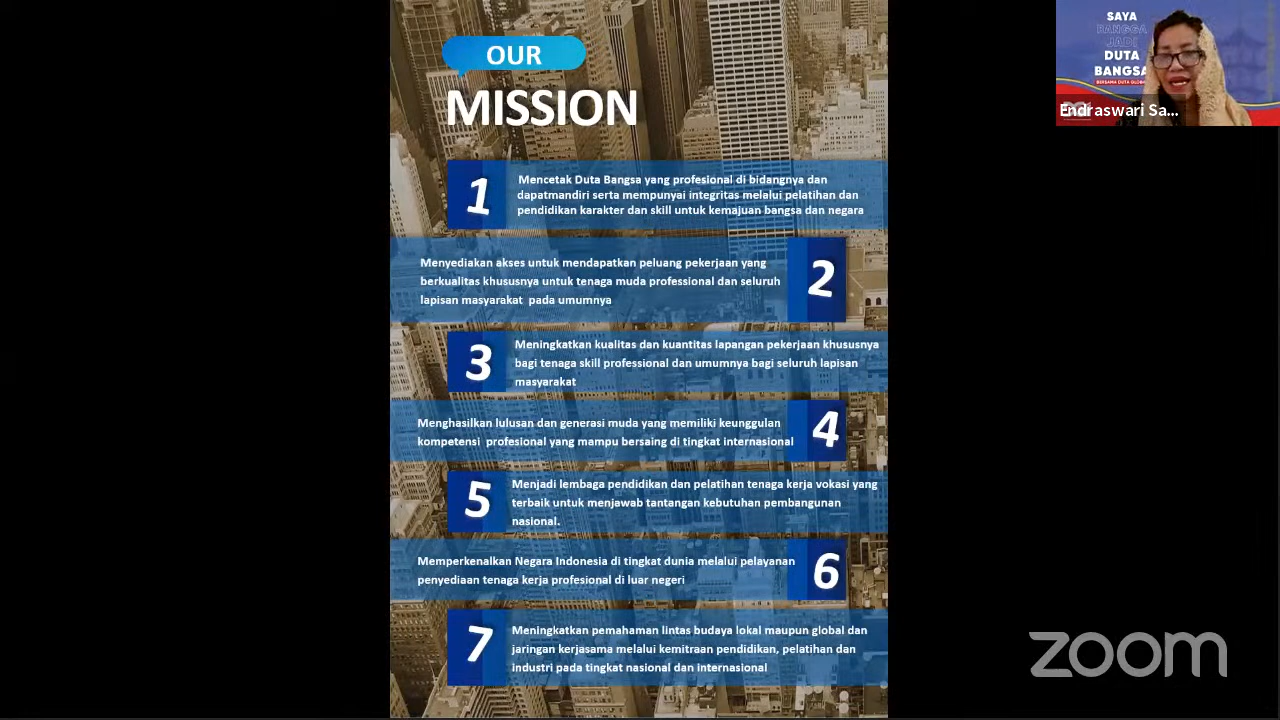 OUR
MISSION
1
Mencetak Duta Bangsa yang profesional di bidangnya dan
dapatmandiri serta mempunyai integritas melalui pelatihan dan
pendidikan karakter dan skill untuk kemajuan bangsa dan negara
Menyediakan akses untuk mendapatkan peluang pekerjaan yang
berkualitas khususnya untuk tenaga muda professional dan seluruh
lapisan masyarakat pada umumnya
2
3
Meningkatkan kualitas dan kuantitas lapangan pekerjaan khususnya
bagi tenaga skill professional dan umumnya bagi seluruh lapisan
masyarakat
Menghasilkan lulusan dan generasi muda yang memiliki keunggulan
kompetensi profesional yang mampu bersaing di tingkat internasional
4
5
Menjadi lembaga pendidikan dan pelatihan tenaga kerja vokasi yang
terbaik untuk menjawab tantangan kebutuhan pembangunan
nasional.
Memperkenalkan Negara Indonesia di tingkat dunia melalui pelayanan
penyediaan tenaga kerja profesional di luar negeri
6
7
Meningkatkan pemahaman lintas budaya lokal maupun global dan
jaringan kerjasama melalui kemitraan pendidikan, pelatihan dan
industri pada tingkat nasional dan internasional
SAYA
BANGGA
JADI
DUTA
BANGSA
BERSAMA DUTA
Endraswari Sa...
zoom